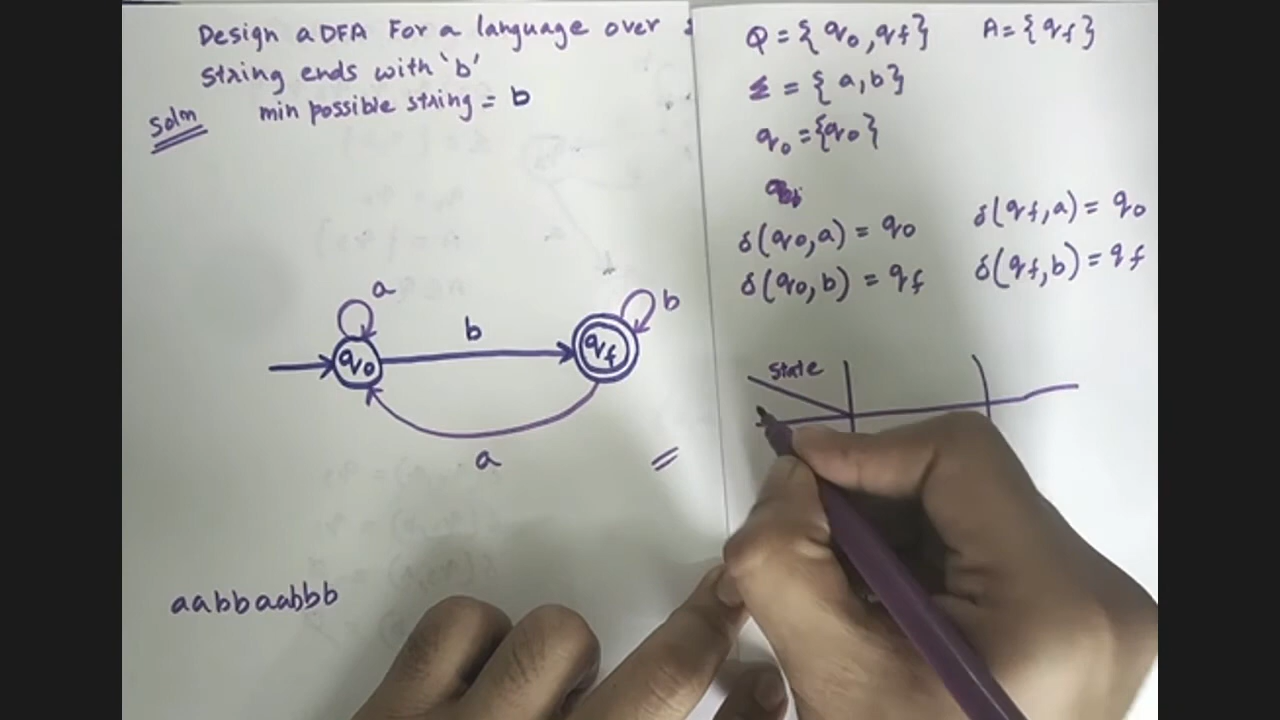 Design a DFA For a language over
string ends with 'b'
Soln
min possible string = b
a
b
b
q0
qf
a
aabbaabbb
Q = {q0, qf}
A = {qf}
Σ = {a, b}
q0 = {q0}
δ(q0, a) = q0
δ(q0, b) = qf
δ(qf, a) = q0
δ(qf, b) = qf
State